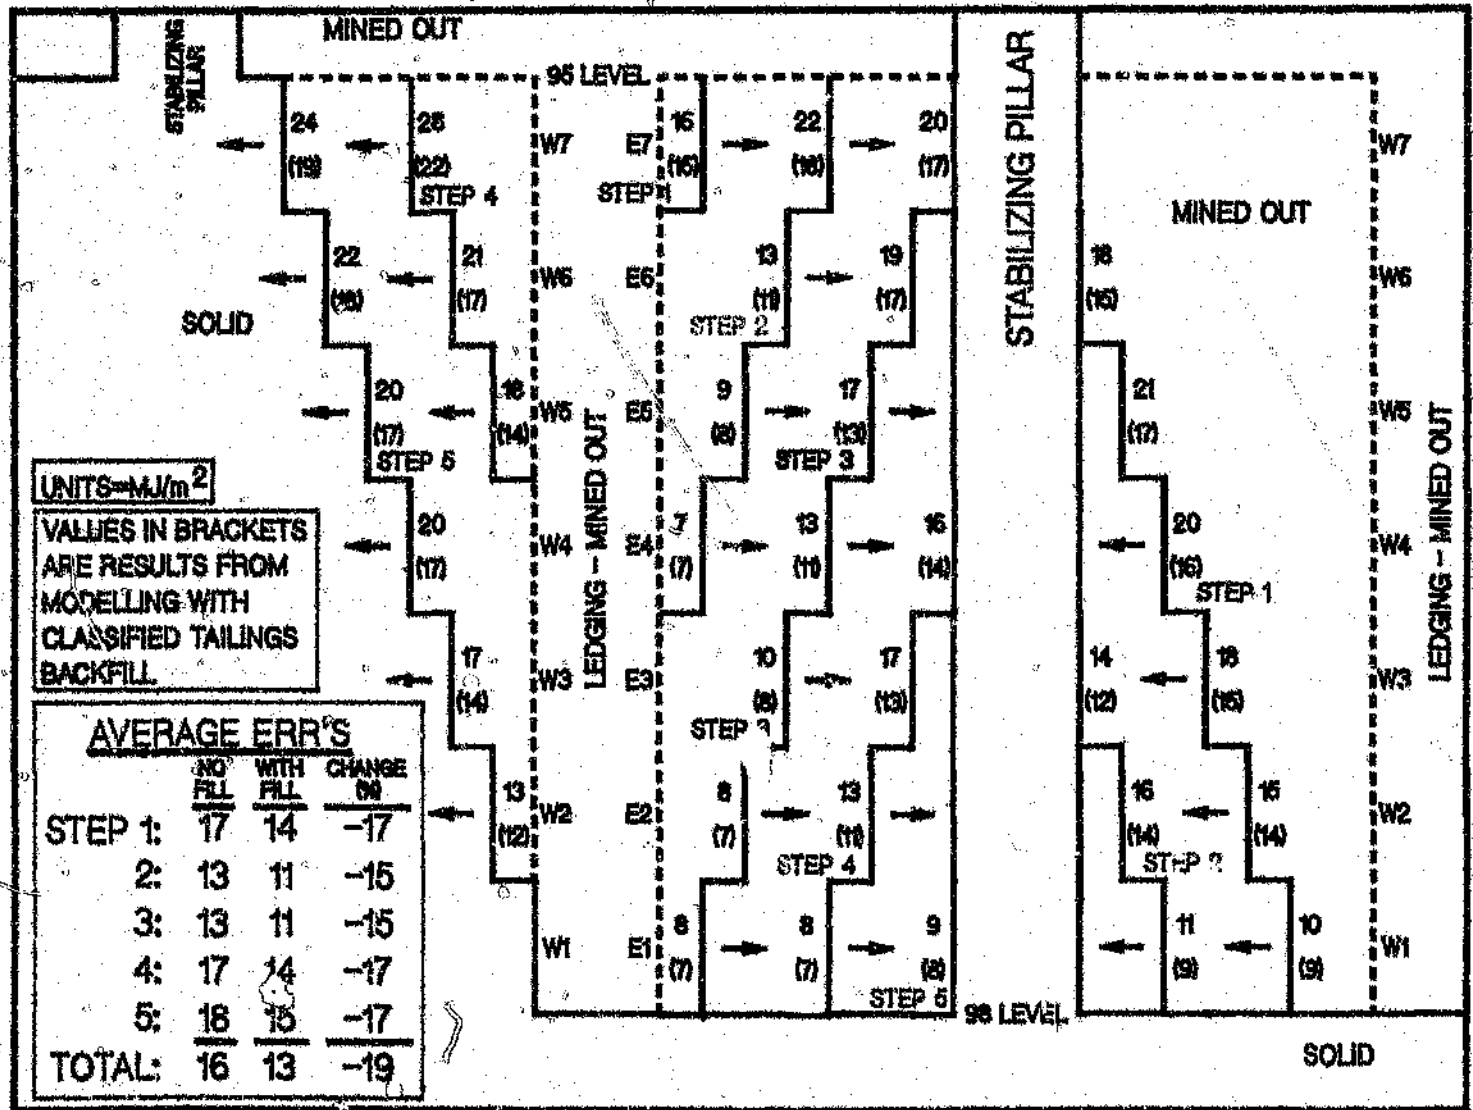 MINED OUT
STABILIZING
PILLAR
95 LEVEL
STABILIZING PILLAR
24 25 W7 E7 16 22 20 W7
(19) (22) (16) (17)
STEP 4 STEP 1
MINED OUT
22 21 W6 E6 13 19 18 W6
(17) (11) (17) (15)
SOLID STEP 2
20 W5 E5 9 17 21 W5
(17) (14) (8) (13) (17)
STEP 5 STEP 3
LEDGING - MINED OUT
LEDGING - MINED OUT
UNITS=MJ/m²
VALUES IN BRACKETS
ARE RESULTS FROM
MODELLING WITH
CLASSIFIED TAILINGS
BACKFILL
20 W4 E4 7 13 16 20 W4
(17) (7) (11) (14) (16)
STEP 1
17 W3 E3 10 17 14 18 W3
(14) (8) (13) (12) (15)
STEP 3
13 W2 E2 8 13 16 15 W2
(12) (7) (11) (14) (14)
STEP 4 STEP 2
W1 E1 8 8 9 11 10 W1
(7) (7) (8) (9) (9)
STEP 5
98 LEVEL
SOLID
AVERAGE ERR'S
NO FILL WITH FILL CHANGE (%)
STEP 1: 17 14 -17
2: 13 11 -15
3: 13 11 -15
4: 17 14 -17
5: 18 15 -17
TOTAL: 16 13 -19